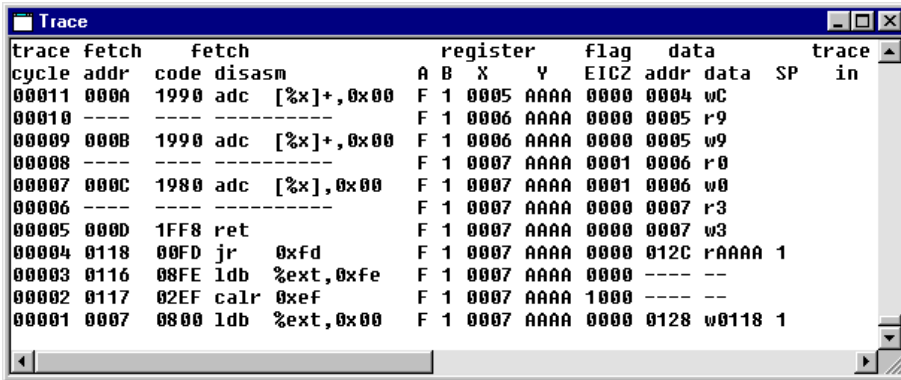 Trace
trace fetch fetch register flag data trace
cycle addr code disasm A B X Y EICZ addr data SP in
00011 000A 1990 adc [%x]+,0x00 F 1 0005 AAAA 0000 0004 wC
00010 ---- ---- ---------- F 1 0006 AAAA 0000 0005 r9
00009 000B 1990 adc [%x]+,0x00 F 1 0006 AAAA 0000 0005 w9
00008 ---- ---- ---------- F 1 0007 AAAA 0001 0006 r0
00007 000C 1980 adc [%x],0x00 F 1 0007 AAAA 0001 0006 w0
00006 ---- ---- ---------- F 1 0007 AAAA 0000 0007 r3
00005 000D 1FF8 ret F 1 0007 AAAA 0000 0007 w3
00004 0118 00FD jr 0xfd F 1 0007 AAAA 0000 012C rAAAA 1
00003 0116 08FE ldb %ext,0xfe F 1 0007 AAAA 0000 ---- --
00002 0117 02EF calr 0xef F 1 0007 AAAA 1000 ---- --
00001 0007 0800 ldb %ext,0x00 F 1 0007 AAAA 0000 0128 w0118 1